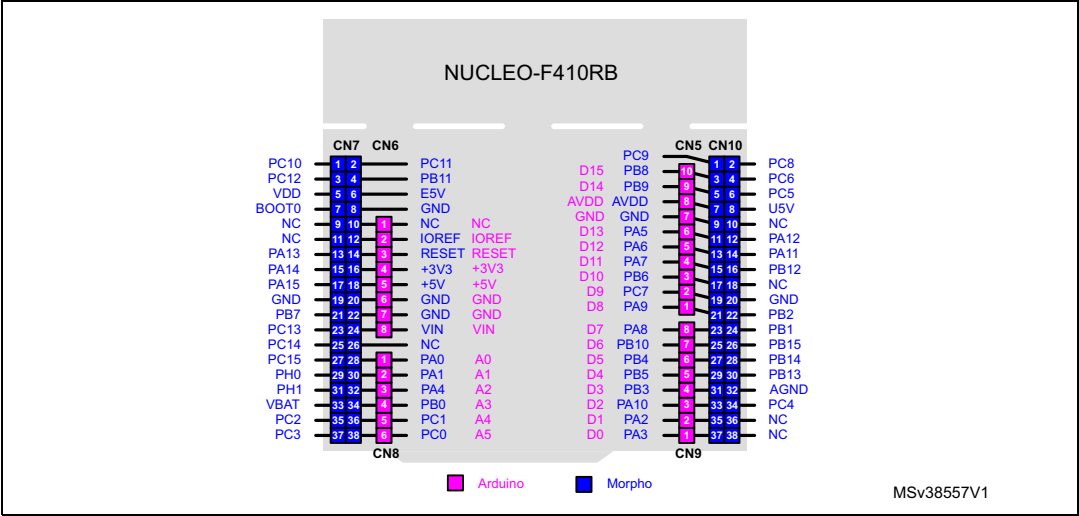 NUCLEO-F410RB
CN7 CN6 CN5 CN10
PC9
PC10 1 2 PC11 D15 PB8 10 1 2 PC8
PC12 3 4 PB11 D14 PB9 9 3 4 PC6
VDD 5 6 E5V AVDD AVDD 8 5 6 PC5
BOOT0 7 8 GND GND GND 7 7 8 U5V
NC 9 10 1 NC NC D13 PA5 6 9 10 NC
NC 11 12 2 IOREF IOREF D12 PA6 5 11 12 PA12
PA13 13 14 3 RESET RESET D11 PA7 4 13 14 PA11
PA14 15 16 4 +3V3 +3V3 D10 PB6 3 15 16 PB12
PA15 17 18 5 +5V +5V D9 PC7 2 17 18 NC
GND 19 20 6 GND GND D8 PA9 1 19 20 GND
PB7 21 22 7 GND GND 21 22 PB2
PC13 23 24 8 VIN VIN D7 PA8 8 23 24 PB1
PC14 25 26 NC D6 PB10 7 25 26 PB15
PC15 27 28 1 PA0 A0 D5 PB4 6 27 28 PB14
PH0 29 30 2 PA1 A1 D4 PB5 5 29 30 PB13
PH1 31 32 3 PA4 A2 D3 PB3 4 31 32 AGND
VBAT 33 34 4 PB0 A3 D2 PA10 3 33 34 PC4
PC2 35 36 5 PC1 A4 D1 PA2 2 35 36 NC
PC3 37 38 6 PC0 A5 D0 PA3 1 37 38 NC
CN8 CN9
Arduino Morpho
MSv38557V1